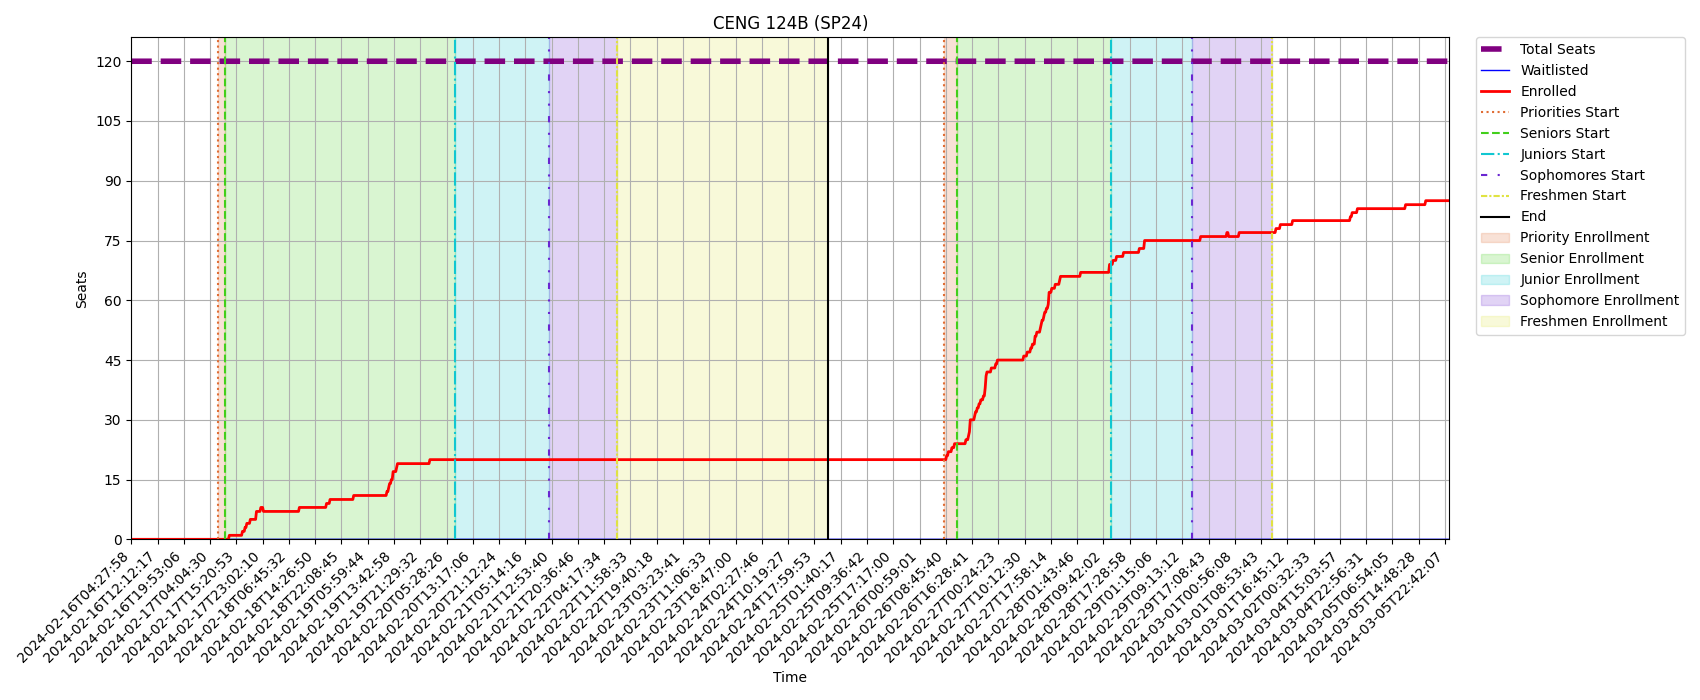 CENG 124B (SP24)
120
105
90
75
60
45
30
15
0
Seats
2024-02-16T04:27:58
2024-02-16T12:12:17
2024-02-16T19:53:06
2024-02-17T04:04:30
2024-02-17T15:20:53
2024-02-17T23:02:10
2024-02-18T06:45:32
2024-02-18T14:26:50
2024-02-18T22:08:45
2024-02-19T05:59:44
2024-02-19T13:42:58
2024-02-19T21:29:32
2024-02-20T05:28:26
2024-02-20T13:17:06
2024-02-20T21:12:24
2024-02-21T05:14:16
2024-02-21T12:53:40
2024-02-21T20:36:46
2024-02-22T04:17:34
2024-02-22T11:58:33
2024-02-22T19:40:18
2024-02-23T03:23:41
2024-02-23T11:06:33
2024-02-23T18:47:00
2024-02-24T02:27:46
2024-02-24T10:19:27
2024-02-24T17:59:53
2024-02-25T01:40:17
2024-02-25T09:36:42
2024-02-25T17:17:00
2024-02-26T00:59:01
2024-02-26T08:45:40
2024-02-26T16:28:41
2024-02-27T00:24:23
2024-02-27T10:12:30
2024-02-27T17:58:14
2024-02-28T01:43:46
2024-02-28T09:42:02
2024-02-28T17:28:58
2024-02-29T01:15:06
2024-02-29T09:13:12
2024-02-29T17:08:43
2024-03-01T00:56:08
2024-03-01T08:53:43
2024-03-01T16:45:12
2024-03-02T00:32:33
2024-03-04T15:03:57
2024-03-04T22:56:31
2024-03-05T06:54:05
2024-03-05T14:48:28
2024-03-05T22:42:07
Time
Total Seats
Waitlisted
Enrolled
Priorities Start
Seniors Start
Juniors Start
Sophomores Start
Freshmen Start
End
Priority Enrollment
Senior Enrollment
Junior Enrollment
Sophomore Enrollment
Freshmen Enrollment